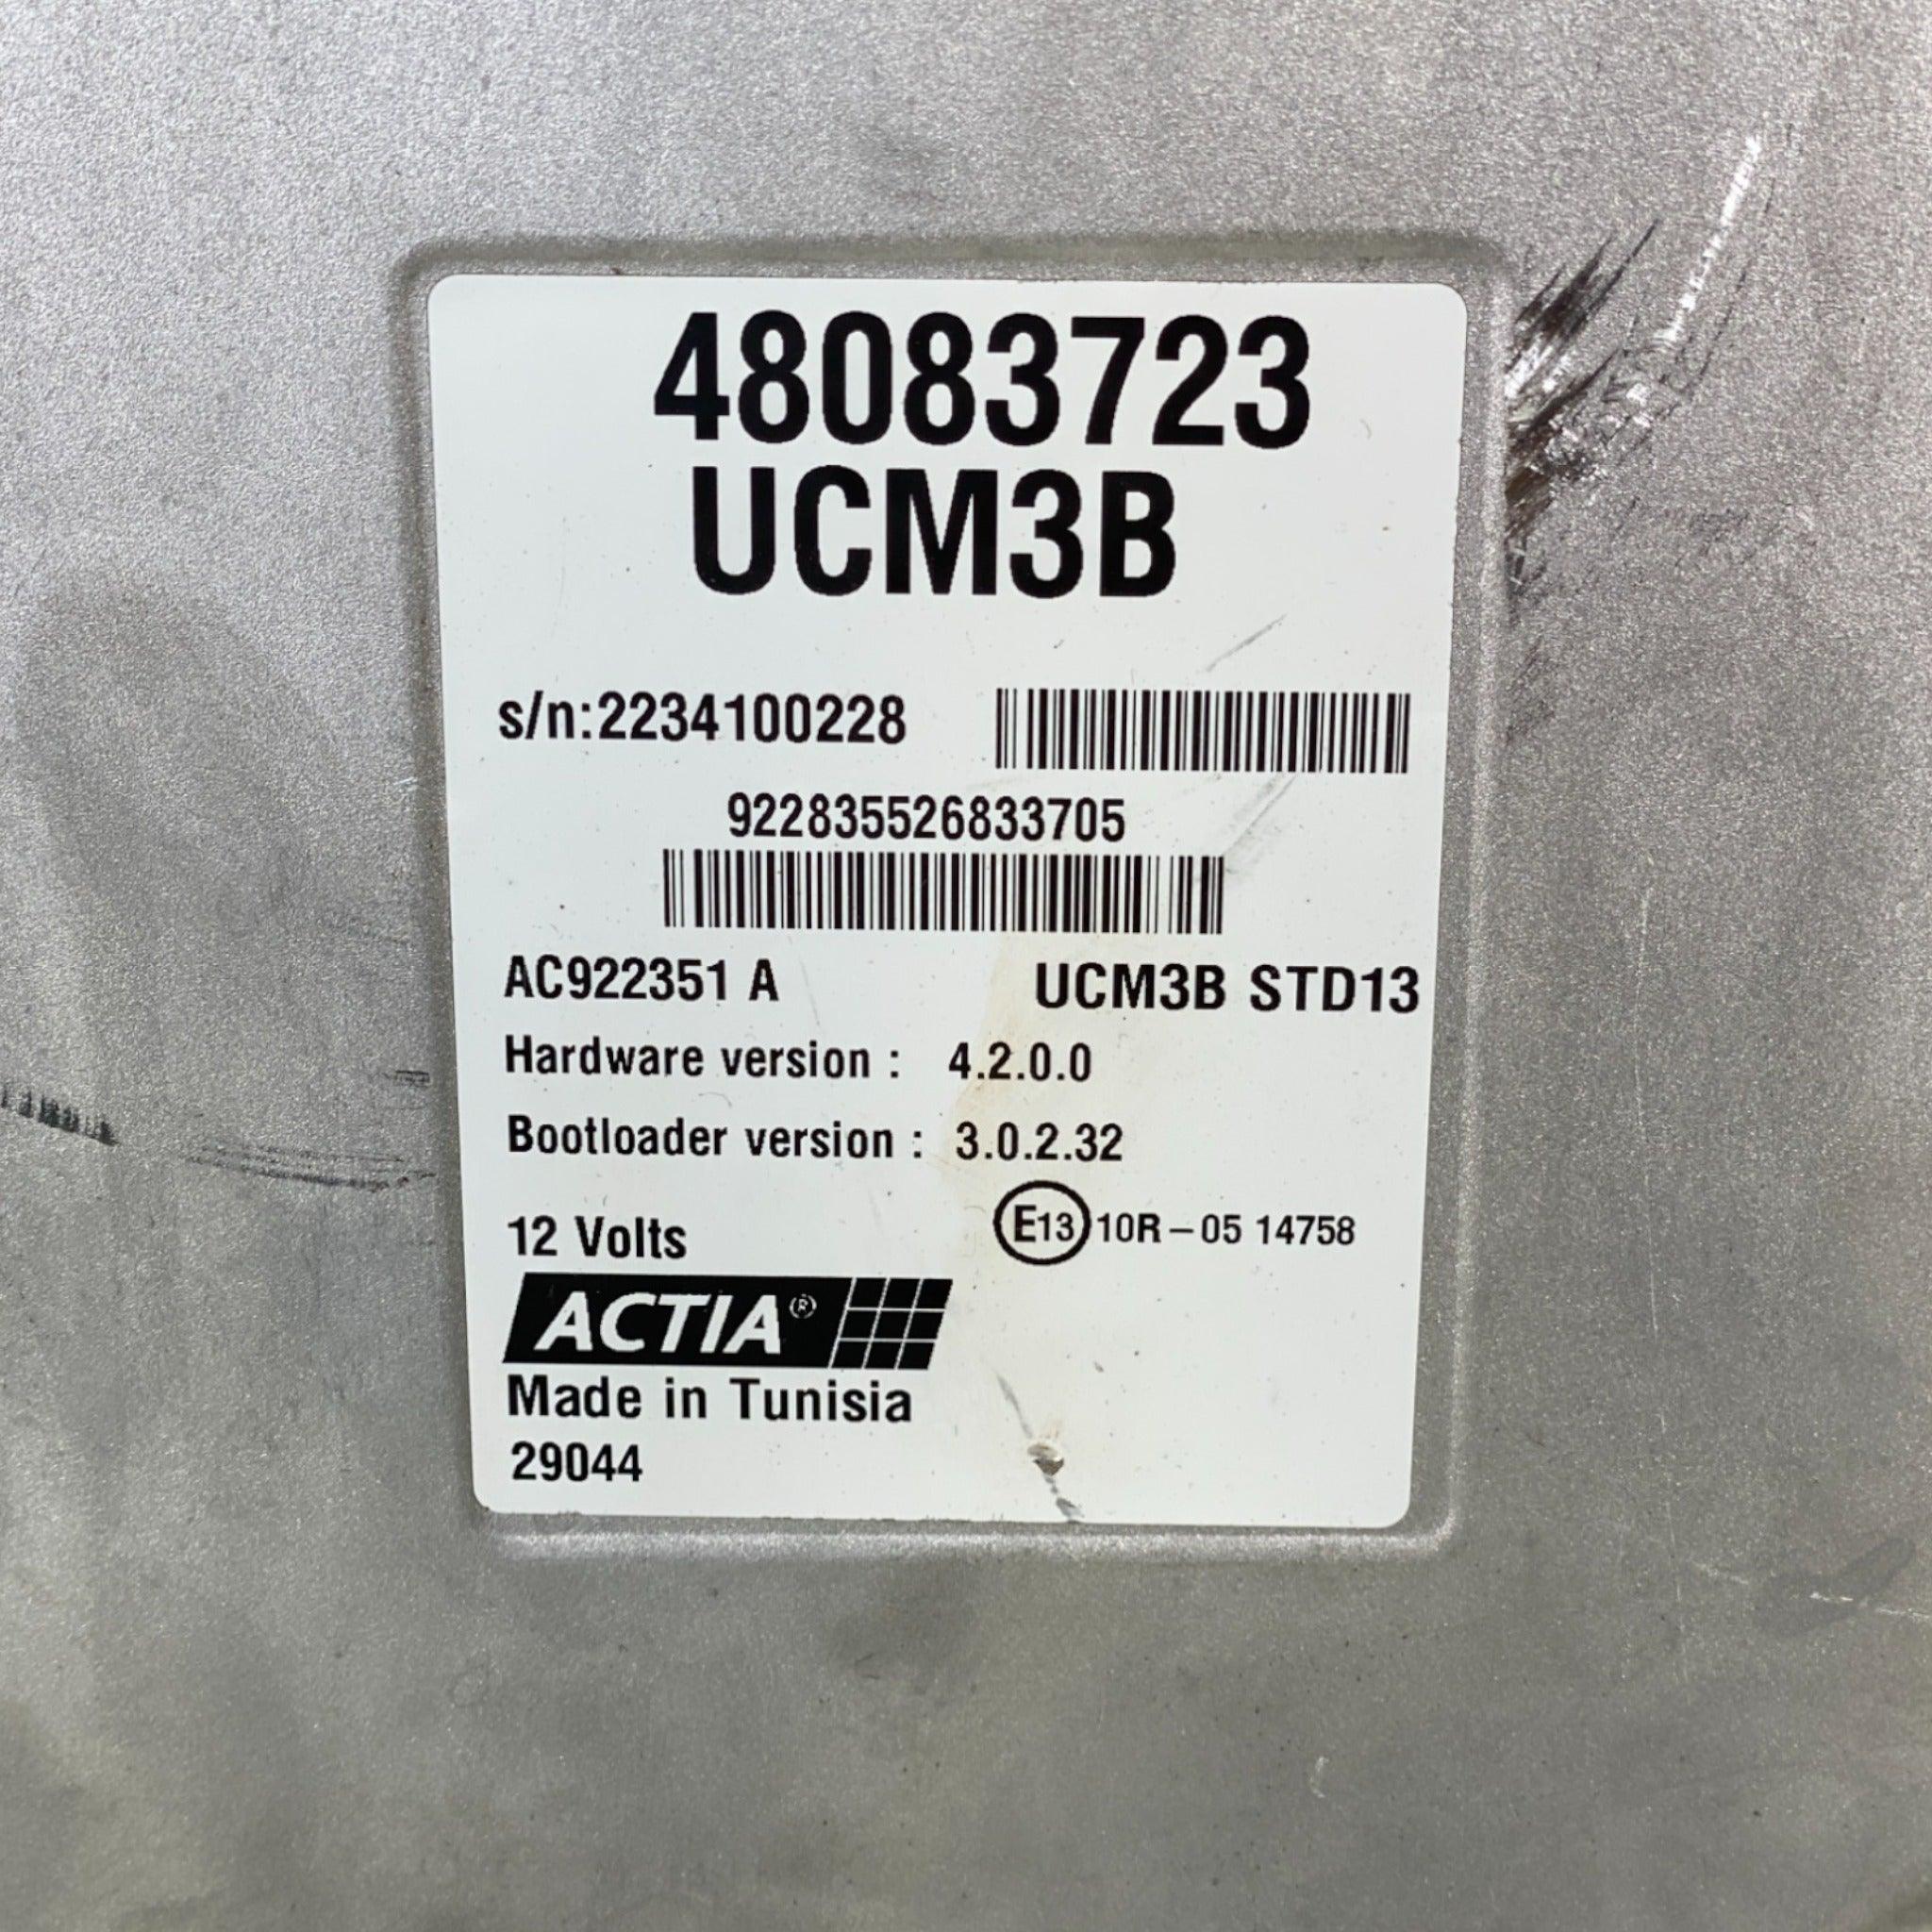 48083723
UCM3B
s/n:2234100228
922835526833705
AC922351 A UCM3B STD13
Hardware version : 4.2.0.0
Bootloader version : 3.0.2.32
12 Volts E13 10R-05 14758
ACTIA®
Made in Tunisia
29044